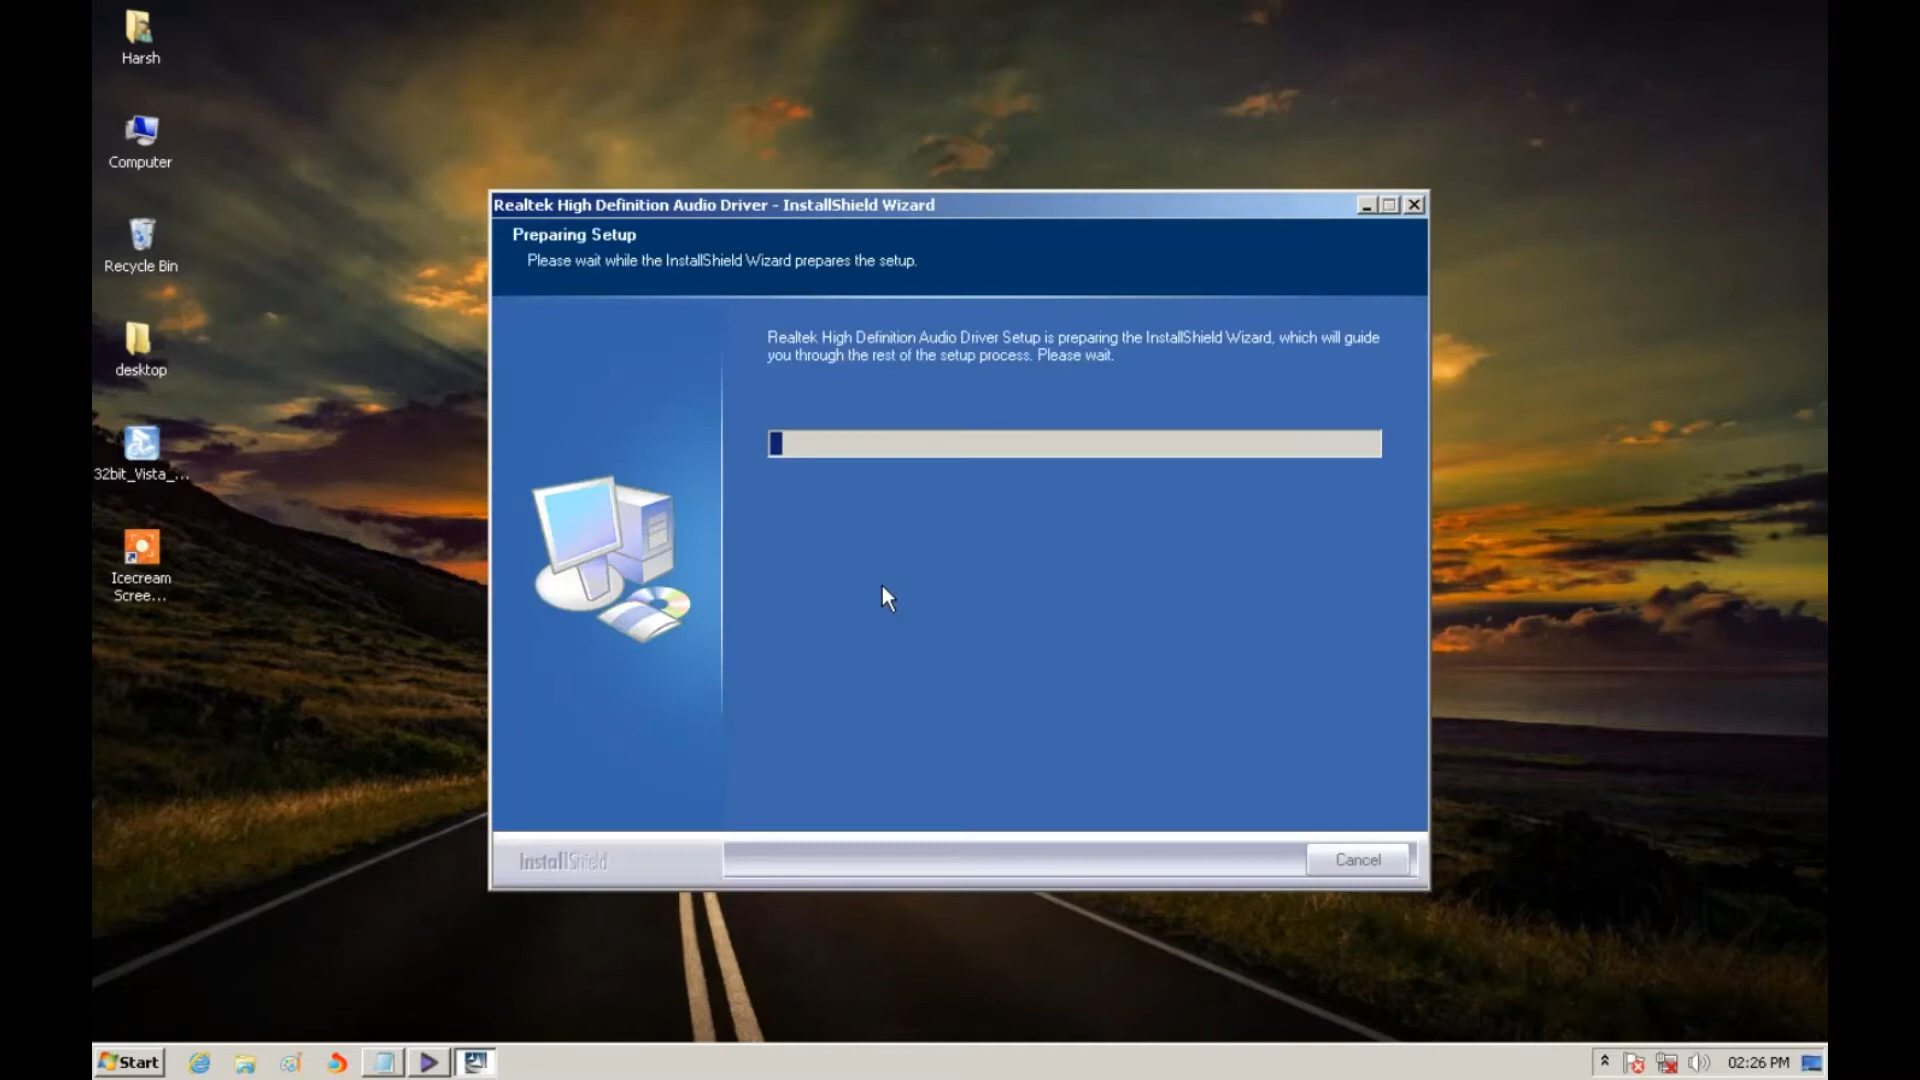 Harsh
Computer
Recycle Bin
desktop
32bit_Vista_...
Icecream
Scree...
Realtek High Definition Audio Driver - InstallShield Wizard
Preparing Setup
Please wait while the InstallShield Wizard prepares the setup.
Realtek High Definition Audio Driver Setup is preparing the InstallShield Wizard, which will guide
you through the rest of the setup process. Please wait.
InstallShield
Cancel
Start
02:26 PM